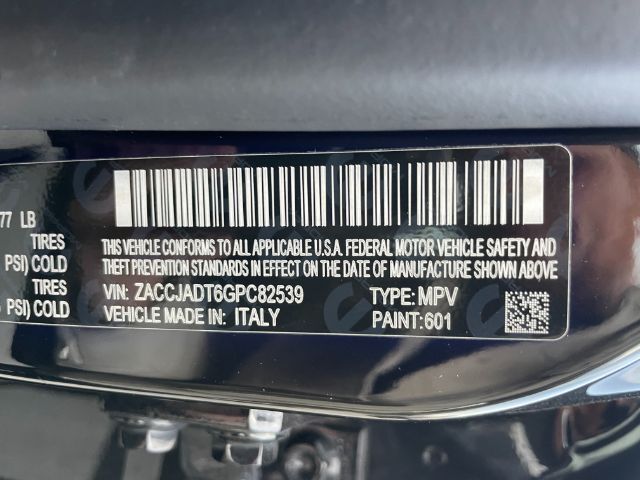 77 LB
TIRES
PSI) COLD
TIRES
PSI) COLD
THIS VEHICLE CONFORMS TO ALL APPLICABLE U.S.A. FEDERAL MOTOR VEHICLE SAFETY AND
THEFT PREVENTION STANDARDS IN EFFECT ON THE DATE OF MANUFACTURE SHOWN ABOVE
VIN: ZACCJADT6GPC82539 TYPE: MPV
VEHICLE MADE IN: ITALY PAINT: 601